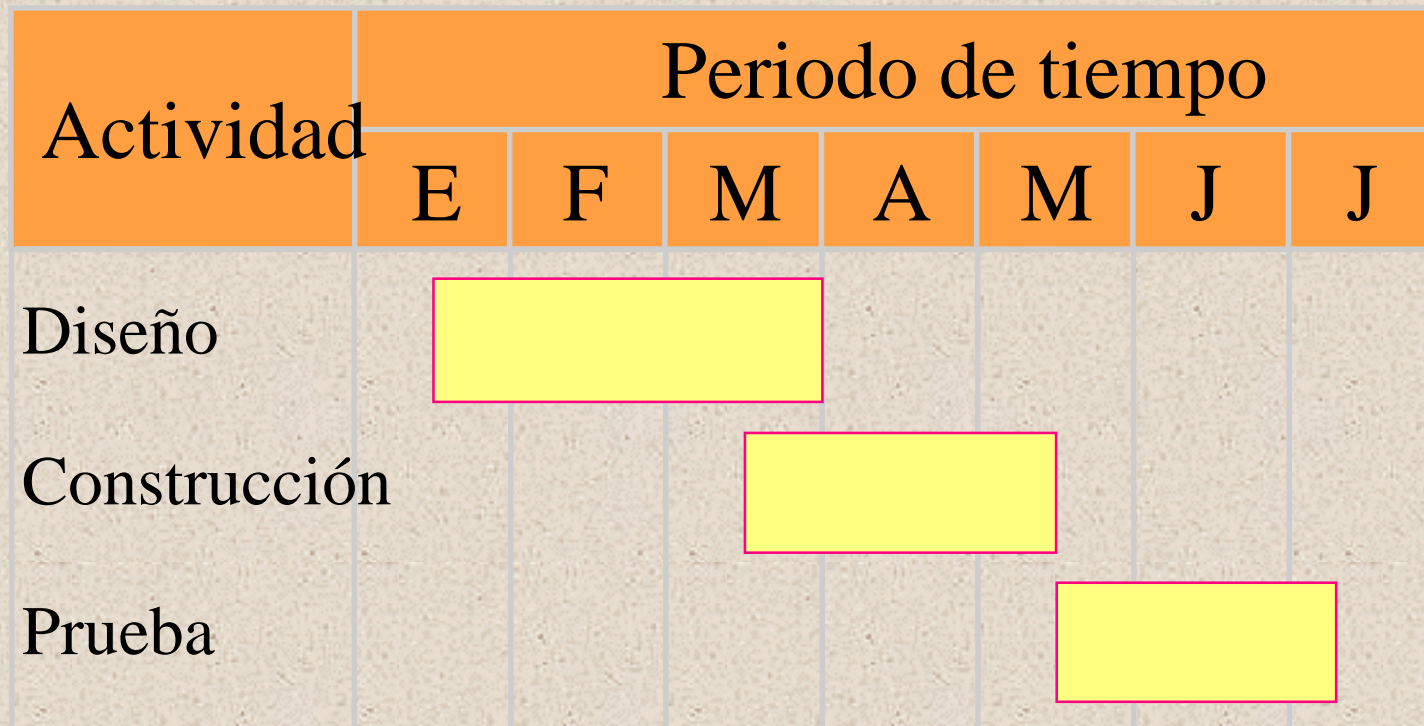 Periodo de tiempo
Actividad
E F M A M J J
Diseño
Construcción
Prueba